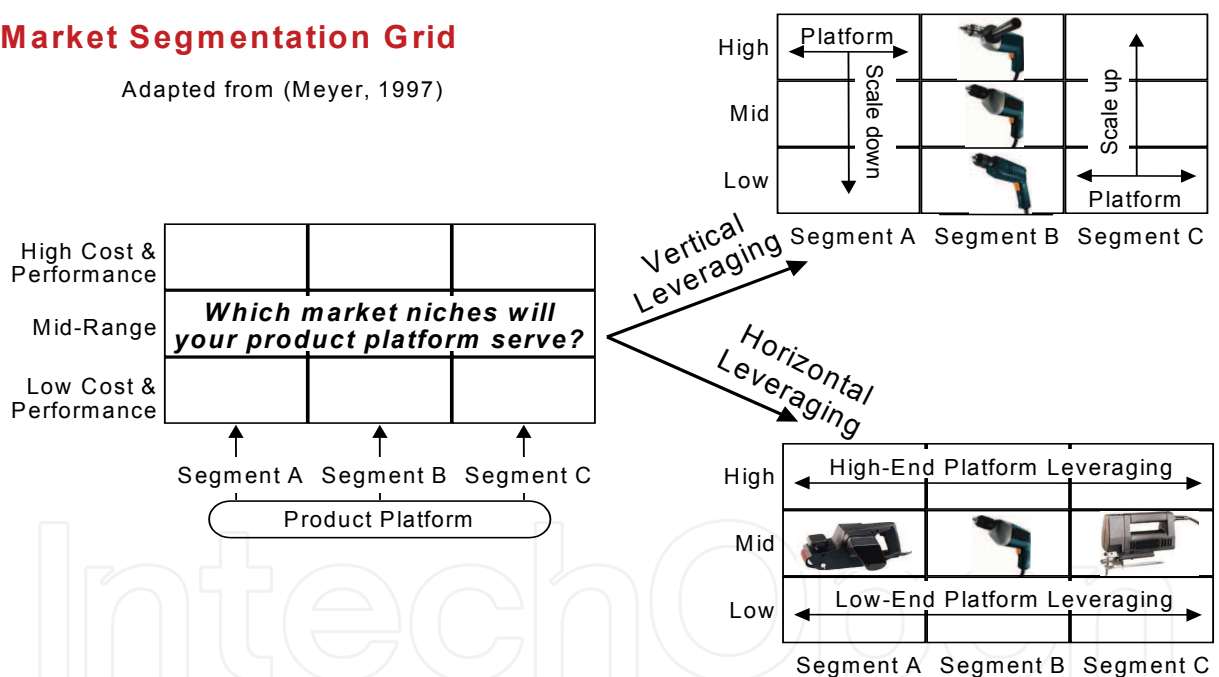 Market Segmentation Grid
Adapted from (Meyer, 1997)
High Cost &
Performance
Mid-Range
Low Cost &
Performance
Which market niches will
your product platform serve?
Segment A Segment B Segment C
Product Platform
Vertical
Leveraging
Horizontal
Leveraging
High
Mid
Low
Platform
Scale down
Scale up
Platform
Segment A Segment B Segment C
High
Mid
Low
High-End Platform Leveraging
Low-End Platform Leveraging
Segment A Segment B Segment C
IntechOpen